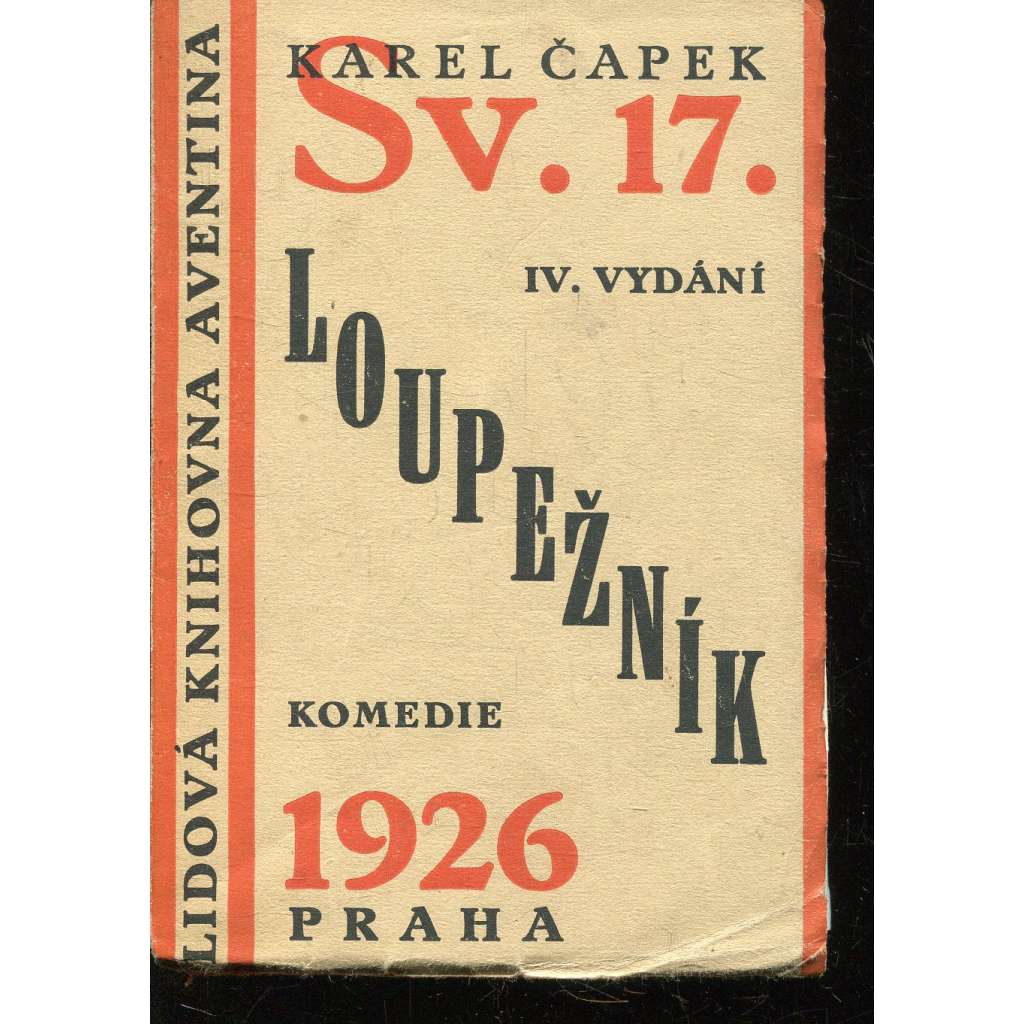 KAREL ČAPEK
Sv. 17.
IV. VYDÁNÍ
LOUPEŽNÍK
KOMEDIE
1926
PRAHA
LIDOVÁ KNIHOVNA AVENTINA